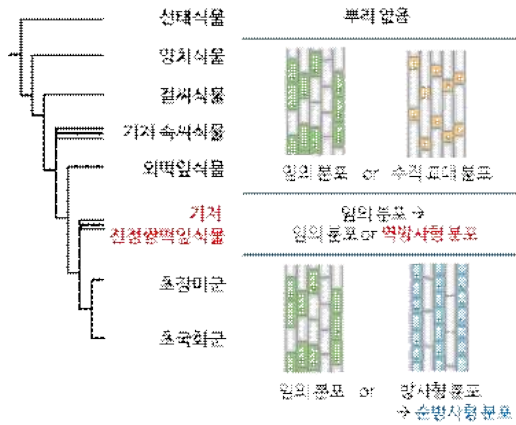 선태식물
뿌리 없음
양치식물
겉씨식물
기저 속씨식물
외떡잎식물
임의 분포 or 수직 교대 분포
기저
진정쌍떡잎식물
임의 분포 →
임의 분포 or 역방사형 분포
초장미군
초국화군
임의 분포 or 방사형 분포
→ 순방사형 분포